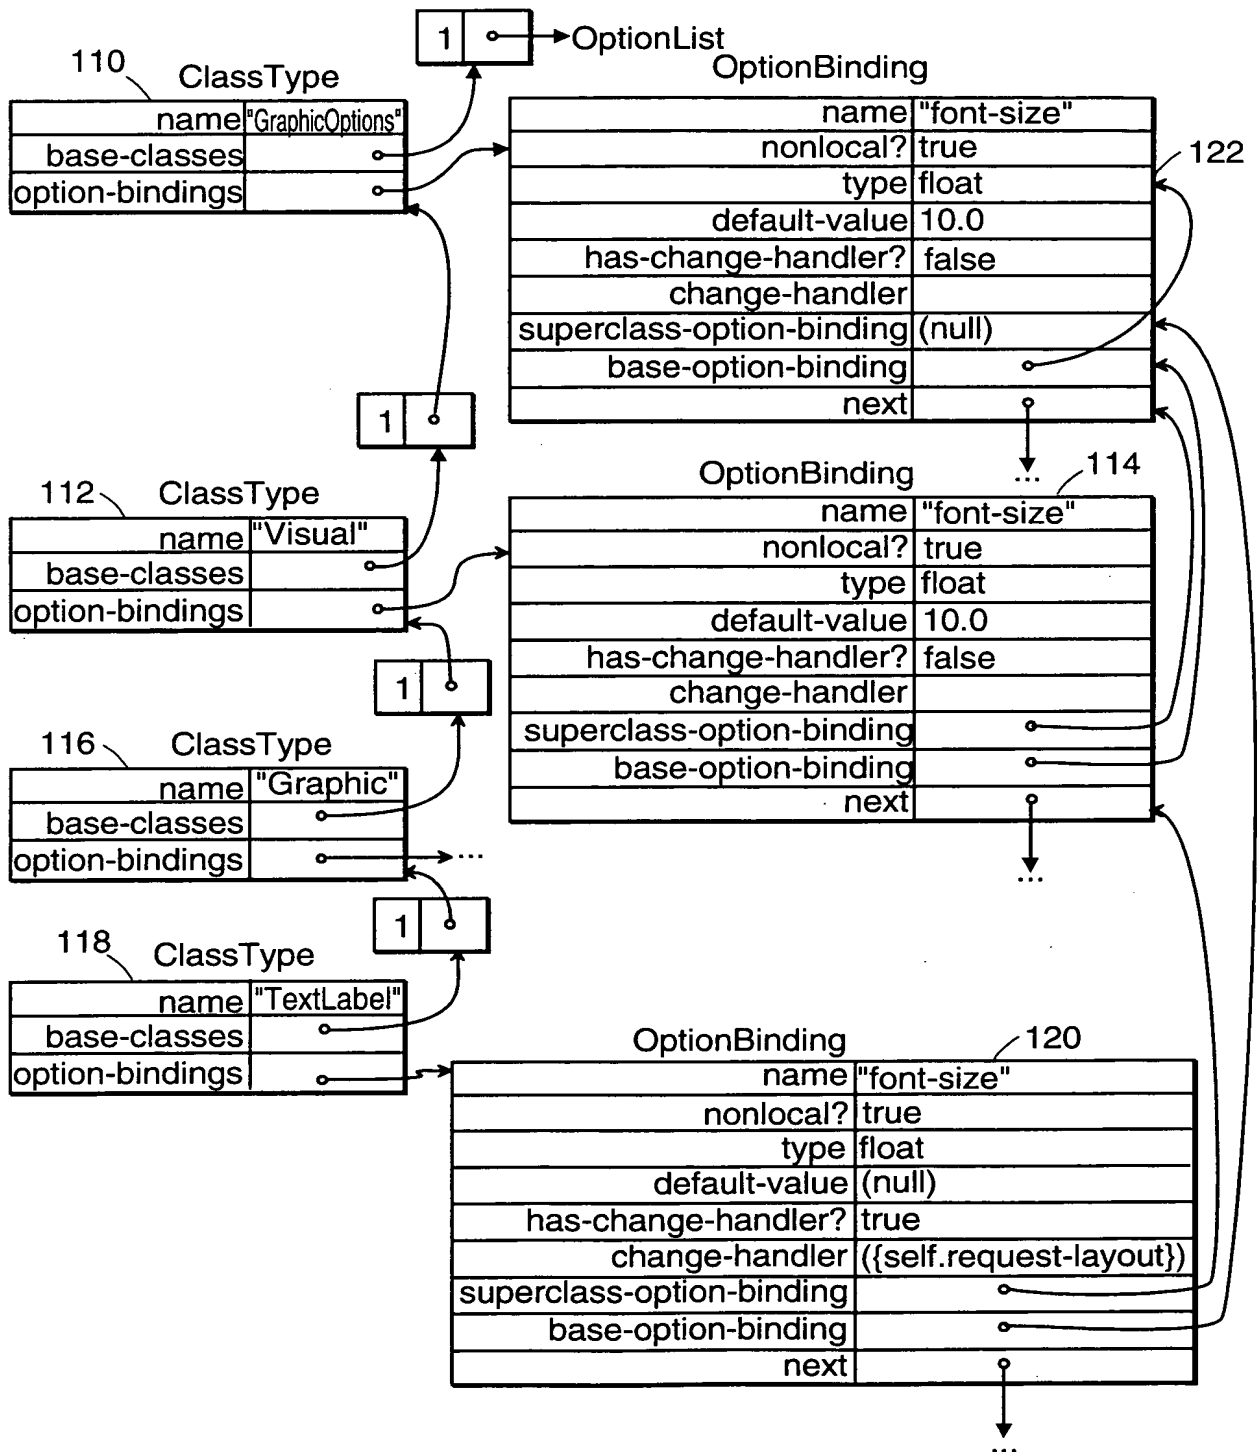 1 OptionList
110
ClassType
name "GraphicOptions"
base-classes
option-bindings
OptionBinding
name "font-size"
nonlocal? true
122
type float
default-value 10.0
has-change-handler? false
change-handler
superclass-option-binding (null)
base-option-binding
next
...
1
112
ClassType
name "Visual"
base-classes
option-bindings
OptionBinding
114
name "font-size"
nonlocal? true
type float
default-value 10.0
has-change-handler? false
change-handler
superclass-option-binding
base-option-binding
next
...
1
116
ClassType
name "Graphic"
base-classes
option-bindings ...
1
118
ClassType
name "TextLabel"
base-classes
option-bindings
OptionBinding
120
name "font-size"
nonlocal? true
type float
default-value (null)
has-change-handler? true
change-handler ({self.request-layout})
superclass-option-binding
base-option-binding
next
...